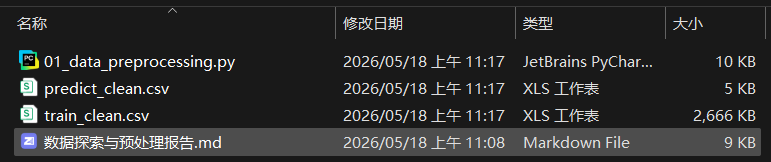 名称 修改日期 类型 大小
01_data_preprocessing.py 2026/05/18 上午 11:17 JetBrains PyChar... 10 KB
predict_clean.csv 2026/05/18 上午 11:17 XLS 工作表 5 KB
train_clean.csv 2026/05/18 上午 11:17 XLS 工作表 2,666 KB
数据探索与预处理报告.md 2026/05/18 上午 11:08 Markdown File 9 KB